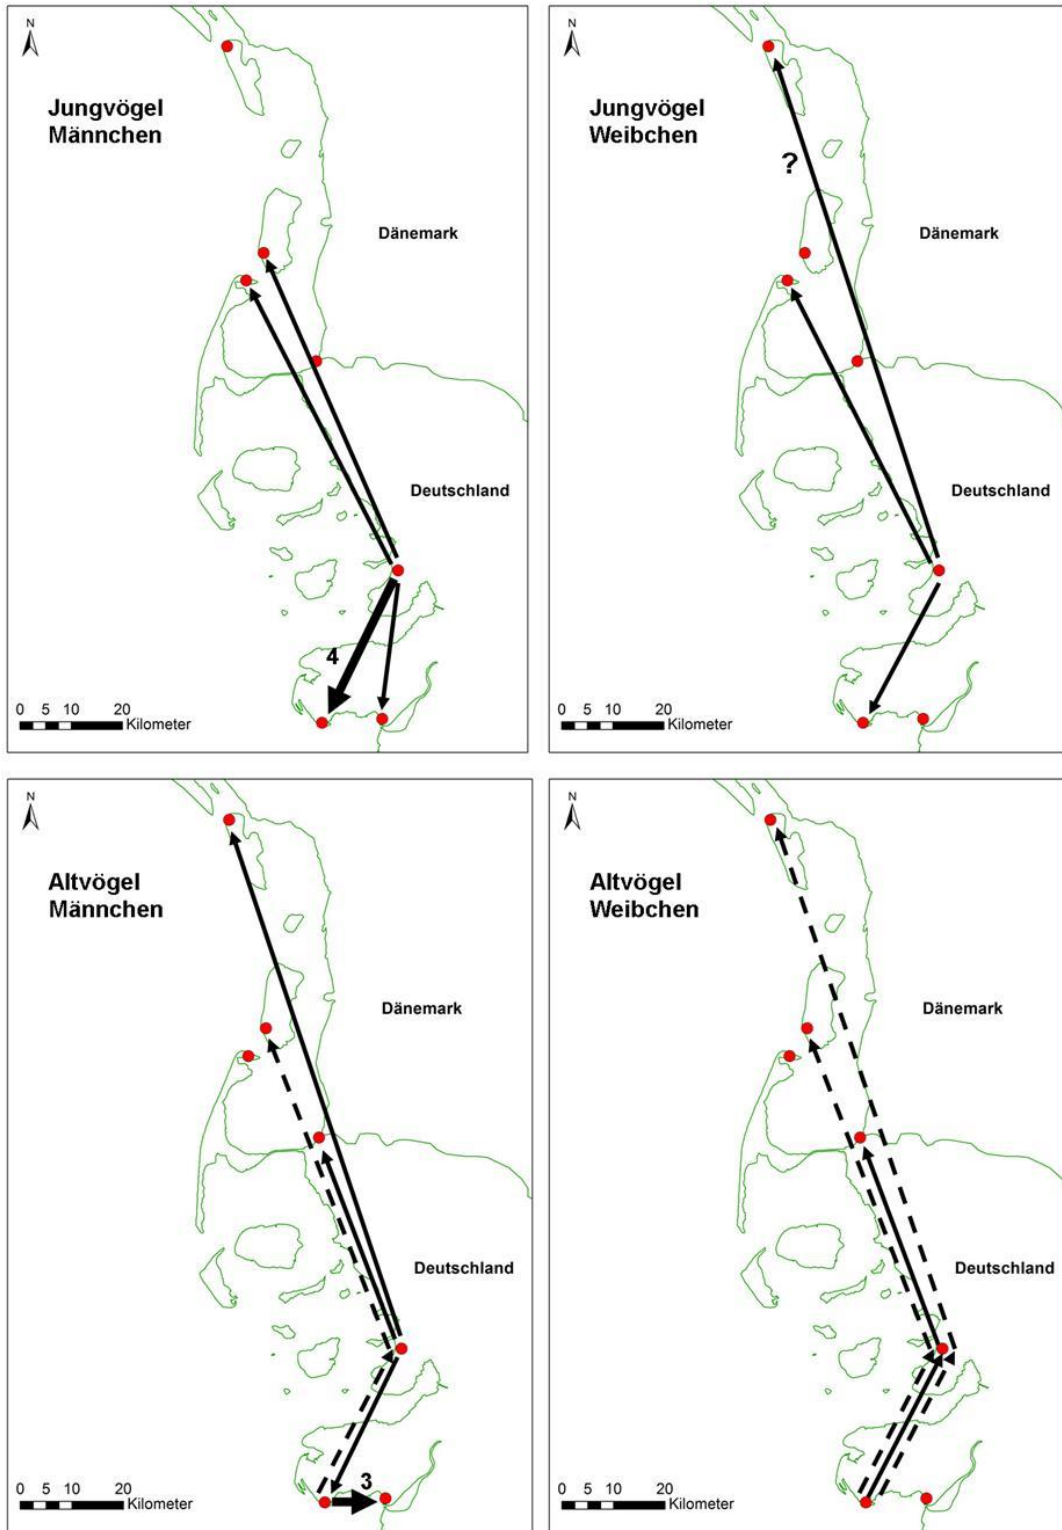 N
Jungvögel
Männchen
Dänemark
Deutschland
4
0 5 10 20
Kilometer
N
Jungvögel
Weibchen
?
Dänemark
Deutschland
0 5 10 20
Kilometer
N
Altvögel
Männchen
Dänemark
Deutschland
3
0 5 10 20
Kilometer
N
Altvögel
Weibchen
Dänemark
Deutschland
0 5 10 20
Kilometer